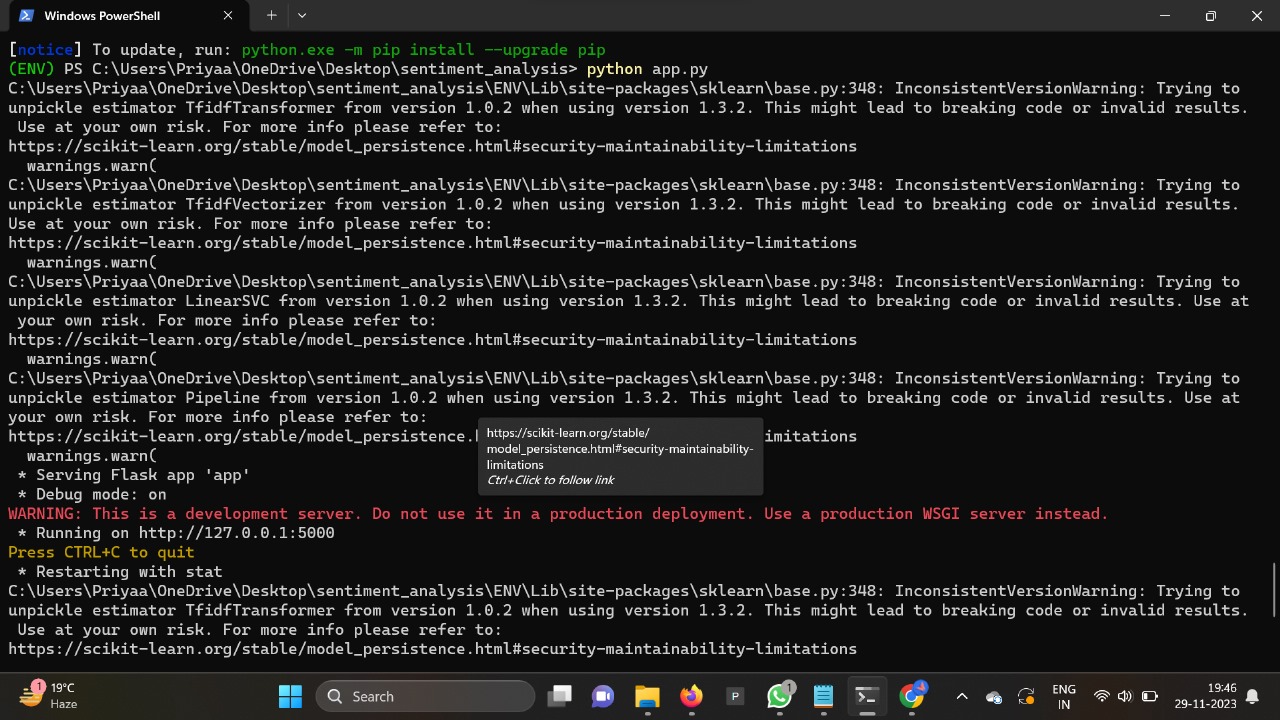 Windows PowerShell
[notice] To update, run: python.exe -m pip install --upgrade pip
(ENV) PS C:\Users\Priyaa\OneDrive\Desktop\sentiment_analysis> python app.py
C:\Users\Priyaa\OneDrive\Desktop\sentiment_analysis\ENV\Lib\site-packages\sklearn\base.py:348: InconsistentVersionWarning: Trying to
unpickle estimator TfidfTransformer from version 1.0.2 when using version 1.3.2. This might lead to breaking code or invalid results.
Use at your own risk. For more info please refer to:
https://scikit-learn.org/stable/model_persistence.html#security-maintainability-limitations
warnings.warn(
C:\Users\Priyaa\OneDrive\Desktop\sentiment_analysis\ENV\Lib\site-packages\sklearn\base.py:348: InconsistentVersionWarning: Trying to
unpickle estimator TfidfVectorizer from version 1.0.2 when using version 1.3.2. This might lead to breaking code or invalid results.
Use at your own risk. For more info please refer to:
https://scikit-learn.org/stable/model_persistence.html#security-maintainability-limitations
warnings.warn(
C:\Users\Priyaa\OneDrive\Desktop\sentiment_analysis\ENV\Lib\site-packages\sklearn\base.py:348: InconsistentVersionWarning: Trying to
unpickle estimator LinearSVC from version 1.0.2 when using version 1.3.2. This might lead to breaking code or invalid results. Use at
your own risk. For more info please refer to:
https://scikit-learn.org/stable/model_persistence.html#security-maintainability-limitations
warnings.warn(
C:\Users\Priyaa\OneDrive\Desktop\sentiment_analysis\ENV\Lib\site-packages\sklearn\base.py:348: InconsistentVersionWarning: Trying to
unpickle estimator Pipeline from version 1.0.2 when using version 1.3.2. This might lead to breaking code or invalid results. Use at
your own risk. For more info please refer to:
https://scikit-learn.org/stable/model_persistence. imitations
https://scikit-learn.org/stable/
model_persistence.html#security-maintainability-
limitations
Ctrl+Click to follow link
warnings.warn(
* Serving Flask app 'app'
* Debug mode: on
WARNING: This is a development server. Do not use it in a production deployment. Use a production WSGI server instead.
* Running on http://127.0.0.1:5000
Press CTRL+C to quit
* Restarting with stat
C:\Users\Priyaa\OneDrive\Desktop\sentiment_analysis\ENV\Lib\site-packages\sklearn\base.py:348: InconsistentVersionWarning: Trying to
unpickle estimator TfidfTransformer from version 1.0.2 when using version 1.3.2. This might lead to breaking code or invalid results.
Use at your own risk. For more info please refer to:
https://scikit-learn.org/stable/model_persistence.html#security-maintainability-limitations
1
19°C
Haze
Search
P
1
ENG
IN
19:46
29-11-2023